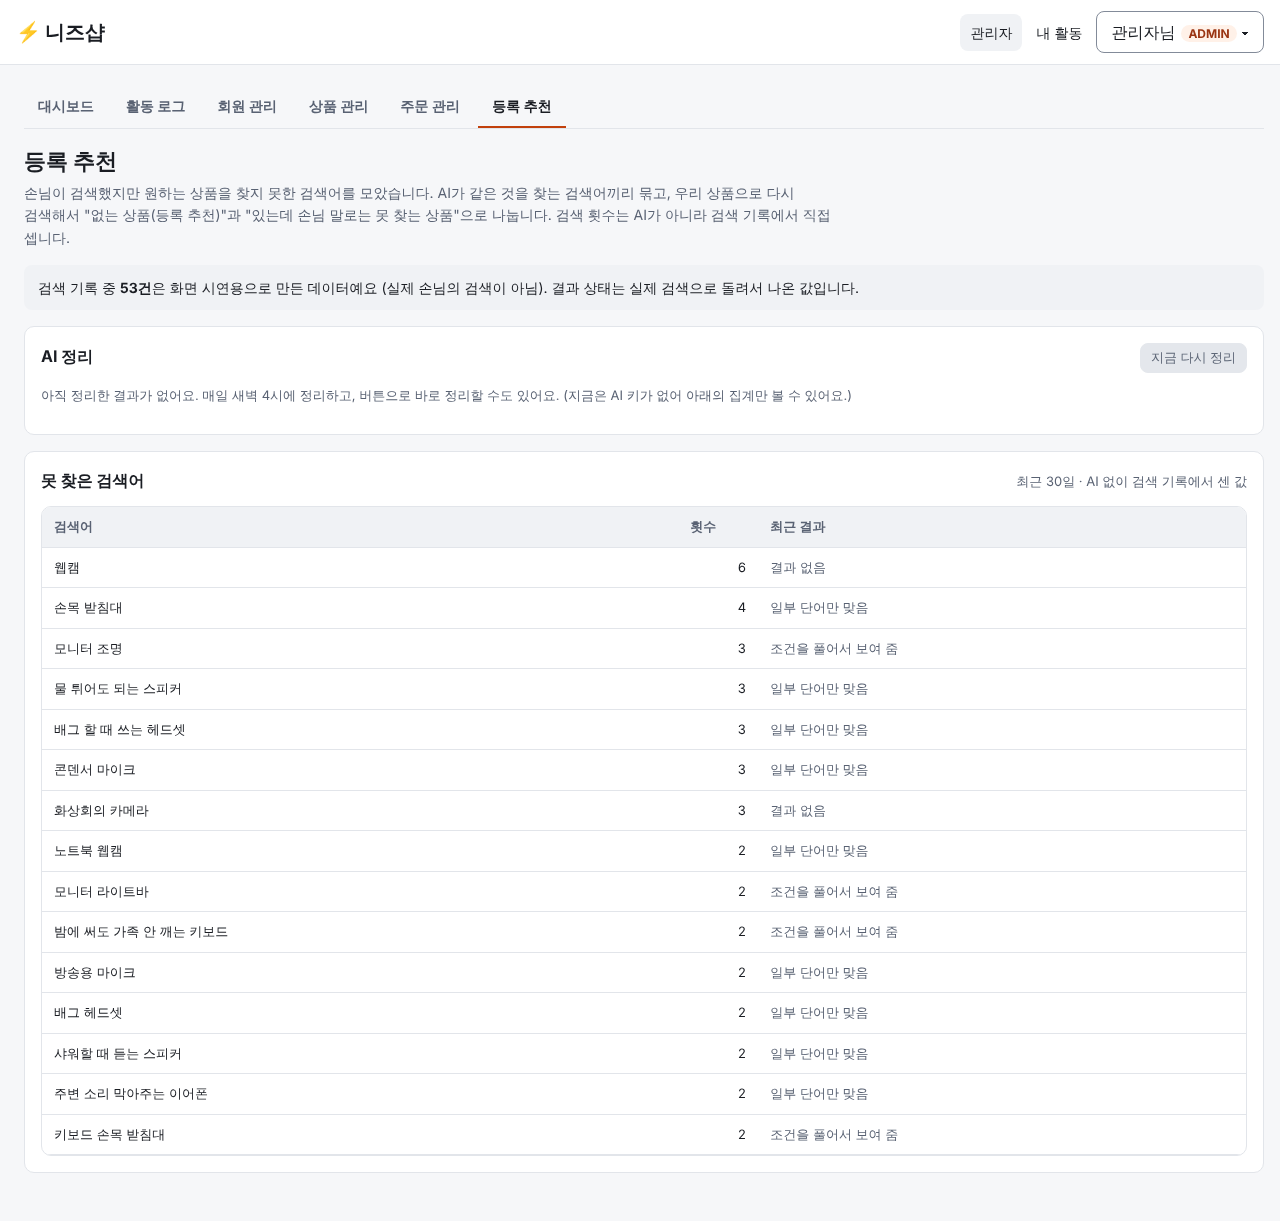 ⚡ 니즈샵
관리자 내 활동 관리자님 ADMIN
대시보드 활동 로그 회원 관리 상품 관리 주문 관리 등록 추천
등록 추천
손님이 검색했지만 원하는 상품을 찾지 못한 검색어를 모았습니다. AI가 같은 것을 찾는 검색어끼리 묶고, 우리 상품으로 다시
검색해서 "없는 상품(등록 추천)"과 "있는데 손님 말로는 못 찾는 상품"으로 나눕니다. 검색 횟수는 AI가 아니라 검색 기록에서 직접
셉니다.
검색 기록 중 53건은 화면 시연용으로 만든 데이터예요 (실제 손님의 검색이 아님). 결과 상태는 실제 검색으로 돌려서 나온 값입니다.
AI 정리 지금 다시 정리
아직 정리한 결과가 없어요. 매일 새벽 4시에 정리하고, 버튼으로 바로 정리할 수도 있어요. (지금은 AI 키가 없어 아래의 집계만 볼 수 있어요.)
못 찾은 검색어 최근 30일 · AI 없이 검색 기록에서 센 값
검색어 횟수 최근 결과
웹캠 6 결과 없음
손목 받침대 4 일부 단어만 맞음
모니터 조명 3 조건을 풀어서 보여 줌
물 튀어도 되는 스피커 3 일부 단어만 맞음
배그 할 때 쓰는 헤드셋 3 일부 단어만 맞음
콘덴서 마이크 3 일부 단어만 맞음
화상회의 카메라 3 결과 없음
노트북 웹캠 2 일부 단어만 맞음
모니터 라이트바 2 조건을 풀어서 보여 줌
밤에 써도 가족 안 깨는 키보드 2 조건을 풀어서 보여 줌
방송용 마이크 2 일부 단어만 맞음
배그 헤드셋 2 일부 단어만 맞음
샤워할 때 듣는 스피커 2 일부 단어만 맞음
주변 소리 막아주는 이어폰 2 일부 단어만 맞음
키보드 손목 받침대 2 조건을 풀어서 보여 줌